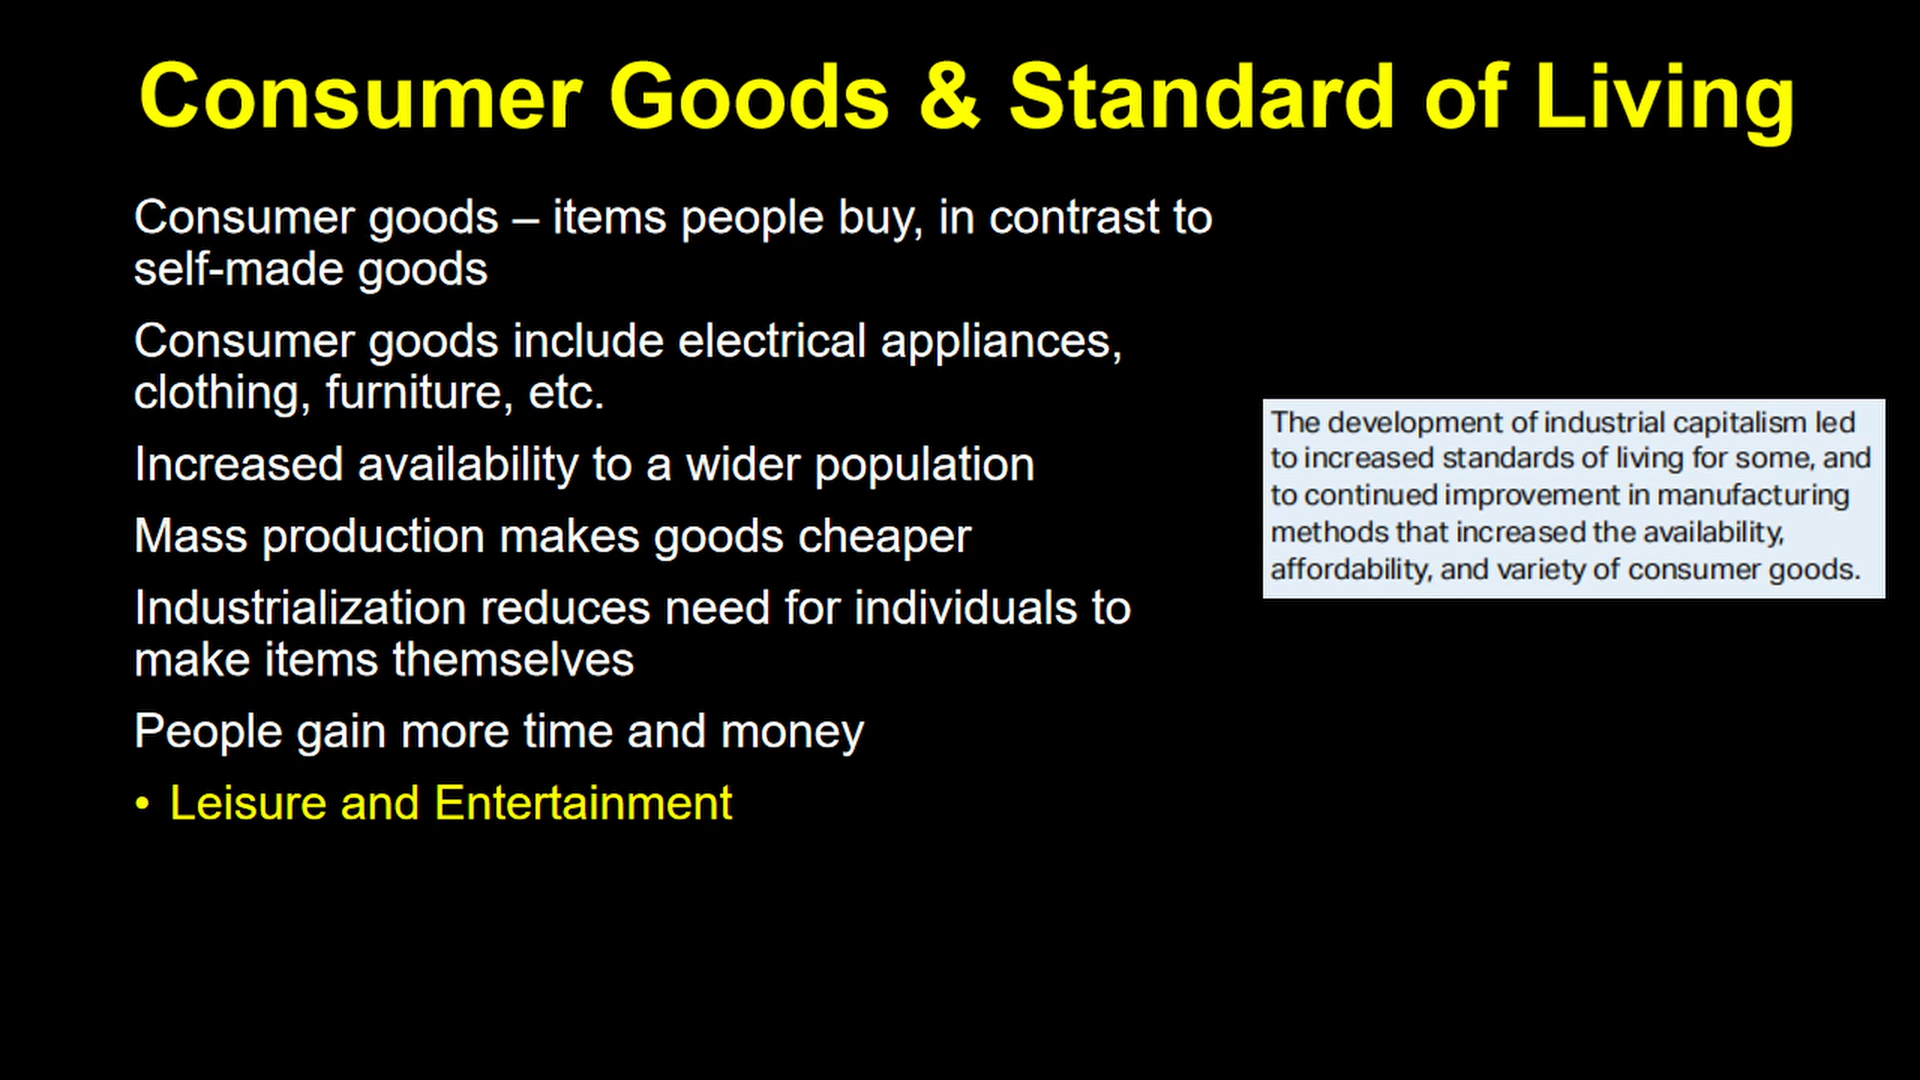 Consumer Goods & Standard of Living
Consumer goods – items people buy, in contrast to
self-made goods
Consumer goods include electrical appliances,
clothing, furniture, etc.
Increased availability to a wider population
Mass production makes goods cheaper
Industrialization reduces need for individuals to
make items themselves
People gain more time and money
• Leisure and Entertainment
The development of industrial capitalism led
to increased standards of living for some, and
to continued improvement in manufacturing
methods that increased the availability,
affordability, and variety of consumer goods.